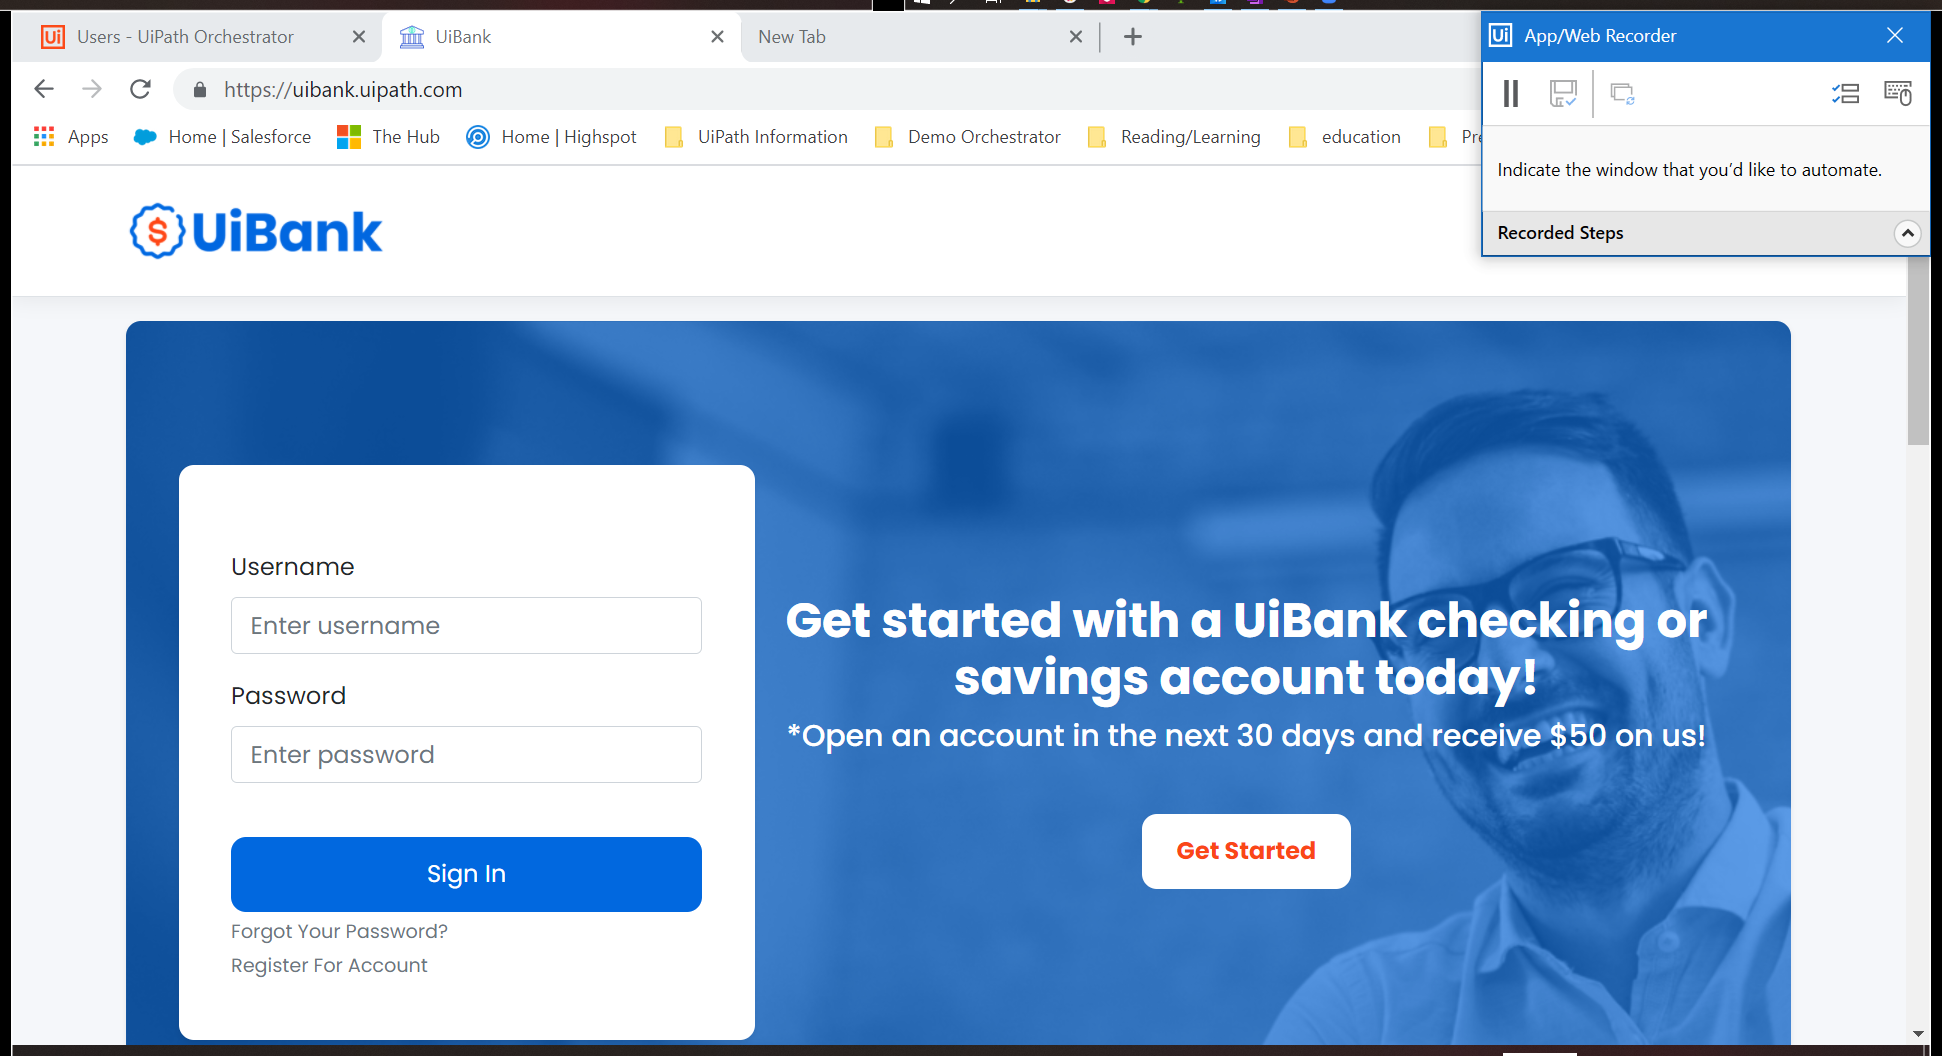 Users - UiPath Orchestrator
UiBank
New Tab
Ui App/Web Recorder
https://uibank.uipath.com
Apps
Home | Salesforce
The Hub
Home | Highspot
UiPath Information
Demo Orchestrator
Reading/Learning
education
Indicate the window that you'd like to automate.
Recorded Steps
$ UiBank
Username
Enter username
Password
Enter password
Sign In
Forgot Your Password?
Register For Account
Get started with a UiBank checking or
savings account today!
*Open an account in the next 30 days and receive $50 on us!
Get Started